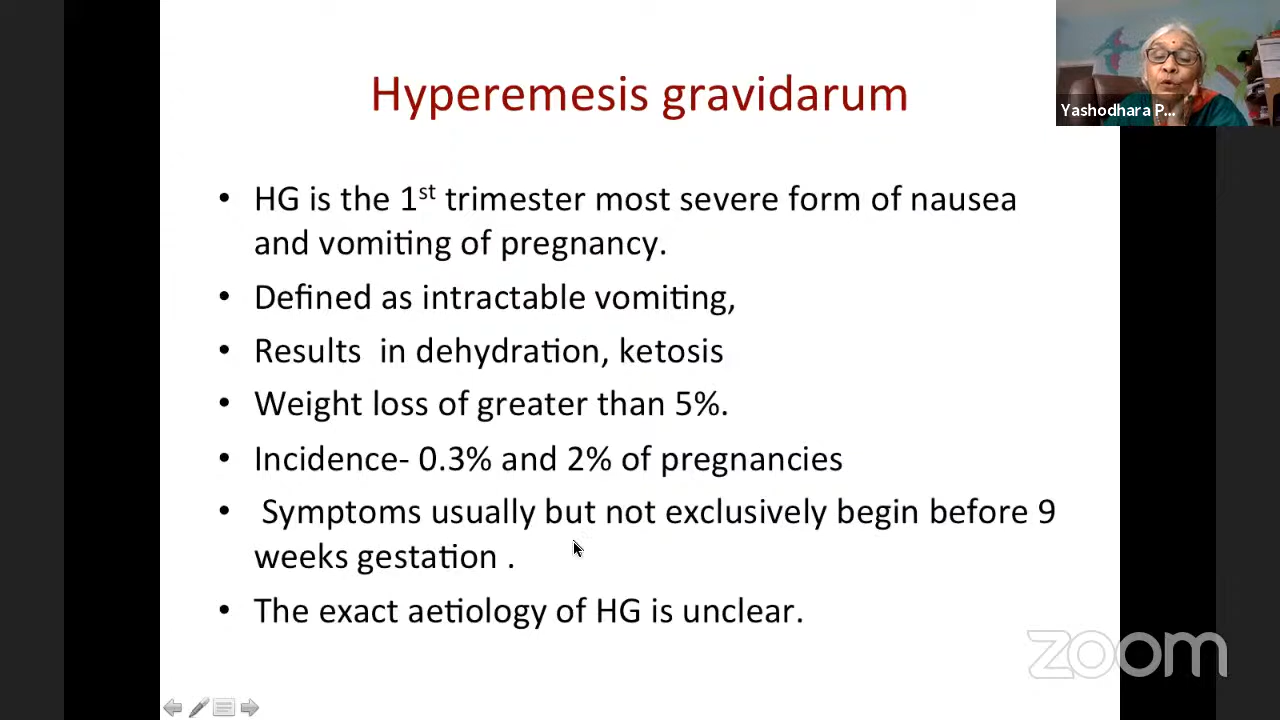 Hyperemesis gravidarum
Yashodhara P...
• HG is the 1st trimester most severe form of nausea
and vomiting of pregnancy.
• Defined as intractable vomiting,
• Results in dehydration, ketosis
• Weight loss of greater than 5%.
• Incidence- 0.3% and 2% of pregnancies
• Symptoms usually but not exclusively begin before 9
weeks gestation .
• The exact aetiology of HG is unclear.
zoom